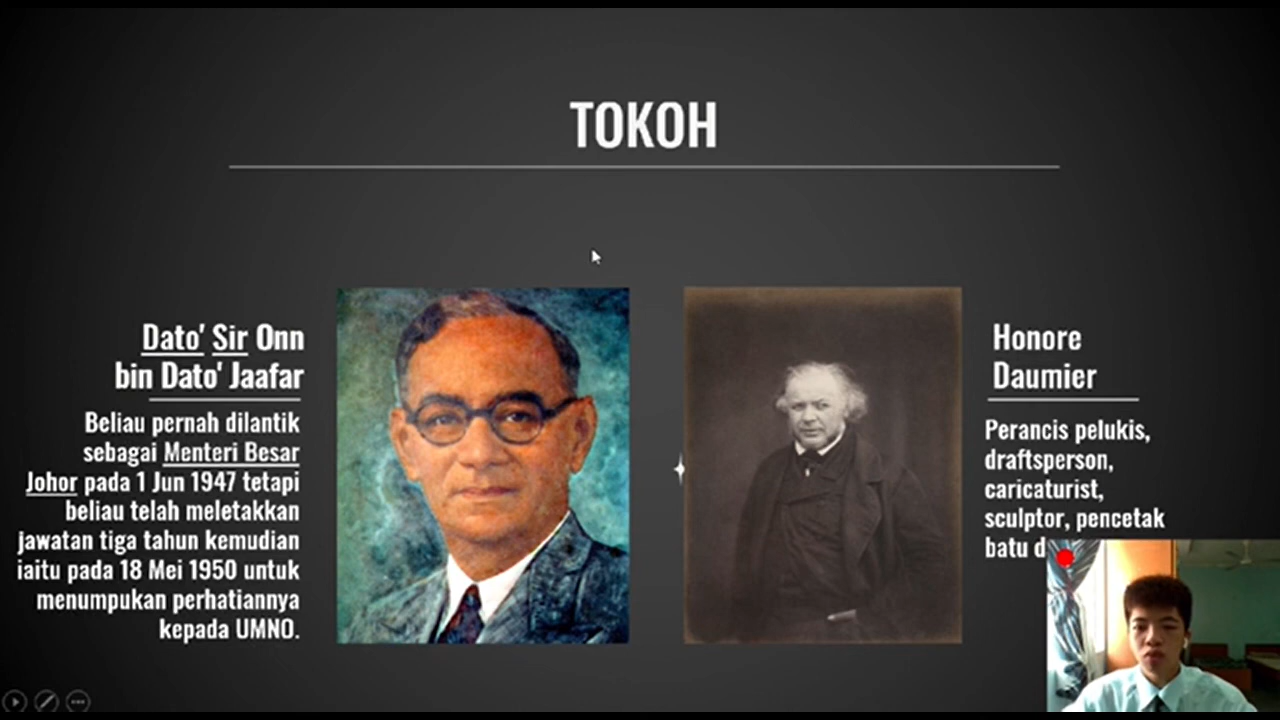 TOKOH
Dato' Sir Onn
bin Dato' Jaafar
Beliau pernah dilantik
sebagai Menteri Besar
Johor pada 1 Jun 1947 tetapi
beliau telah meletakkan
jawatan tiga tahun kemudian
iaitu pada 18 Mei 1950 untuk
menumpukan perhatiannya
kepada UMNO.
Honore
Daumier
Perancis pelukis,
draftsperson,
caricaturist,
sculptor, pencetak
batu